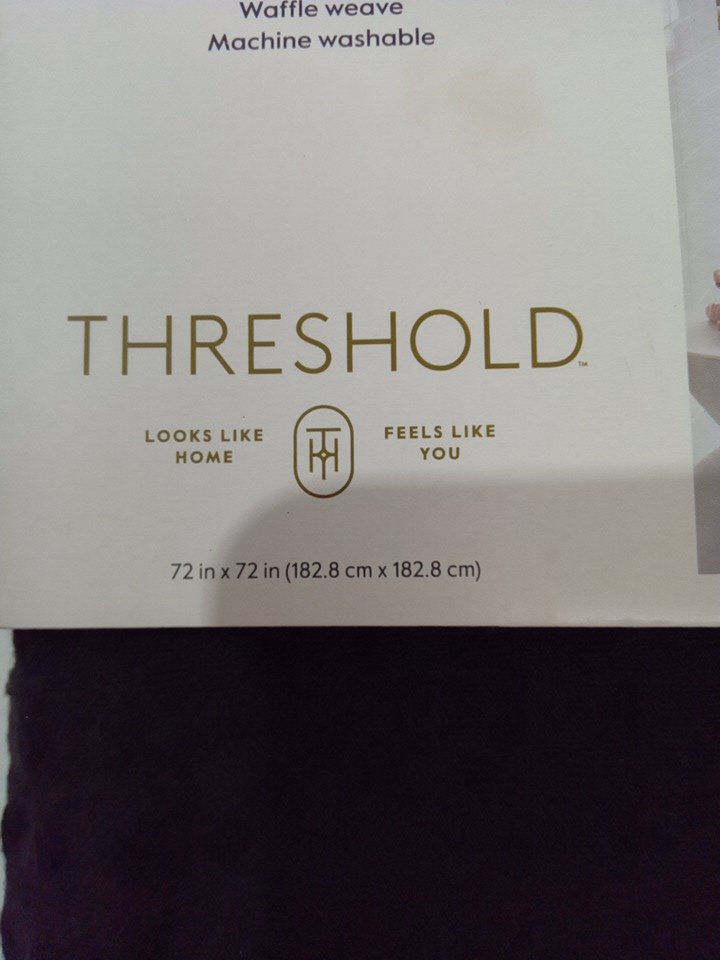 Waffle weave
Machine washable
THRESHOLD™
LOOKS LIKE
HOME
FEELS LIKE
YOU
72 in x 72 in (182.8 cm x 182.8 cm)